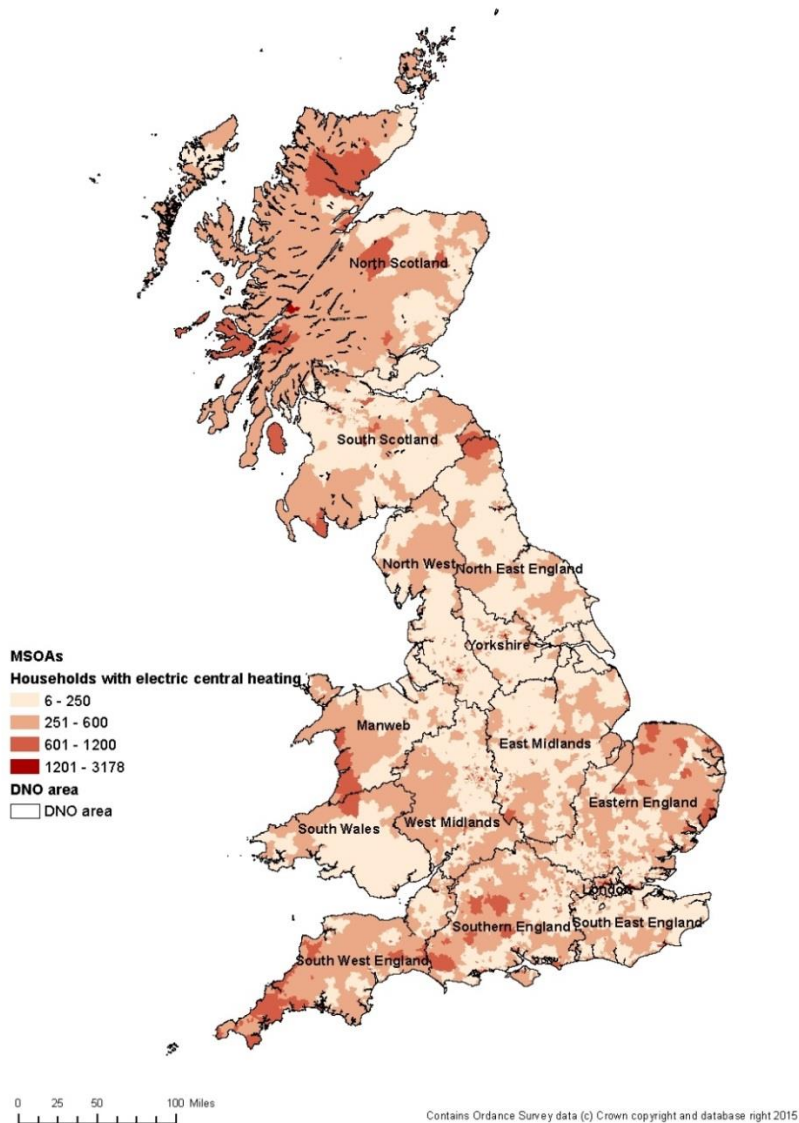 North Scotland
South Scotland
North West
North East England
Yorkshire
MSOAs
Households with electric central heating
6 - 250
251 - 600
601 - 1200
1201 - 3178
DNO area
DNO area
Manweb
East Midlands
Eastern England
West Midlands
South Wales
London
Southern England
South East England
South West England
0 25 50 100 Miles
Contains Ordance Survey data (c) Crown copyright and database right 2015